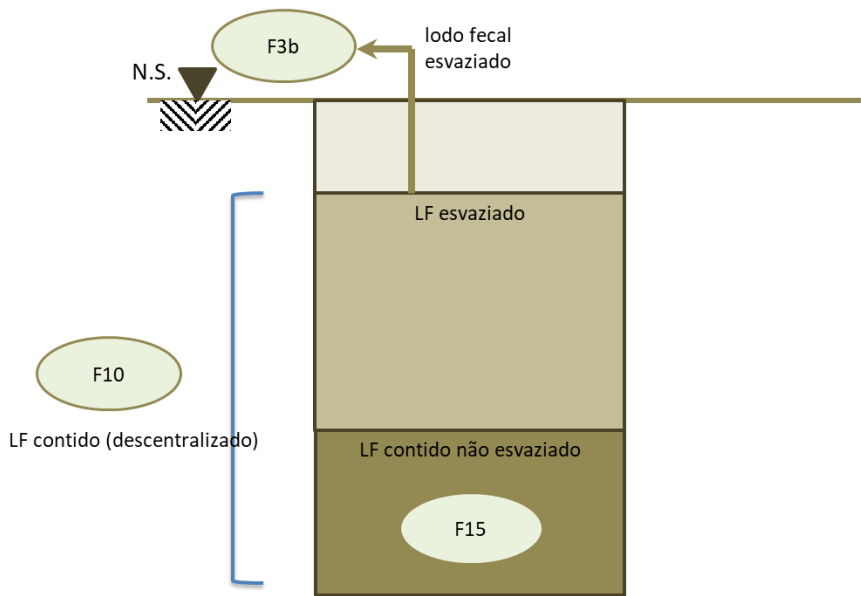 F3b
lodo fecal
esvaziado
N.S.
LF esvaziado
F10
LF contido (descentralizado)
LF contido não esvaziado
F15